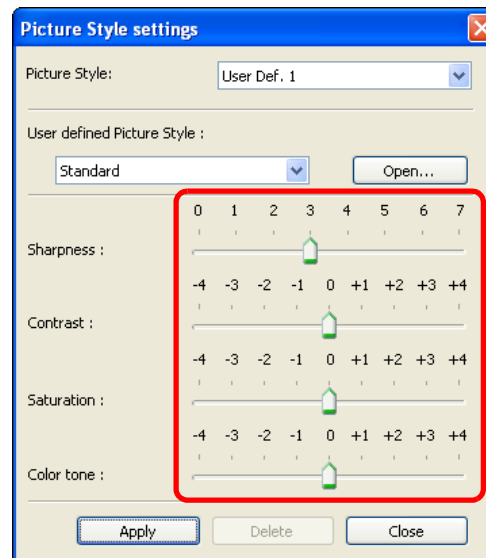 Picture Style settings
Picture Style: User Def. 1
User defined Picture Style :
Standard Open...
0 1 2 3 4 5 6 7
Sharpness :
-4 -3 -2 -1 0 +1 +2 +3 +4
Contrast :
-4 -3 -2 -1 0 +1 +2 +3 +4
Saturation :
-4 -3 -2 -1 0 +1 +2 +3 +4
Color tone :
Apply Delete Close